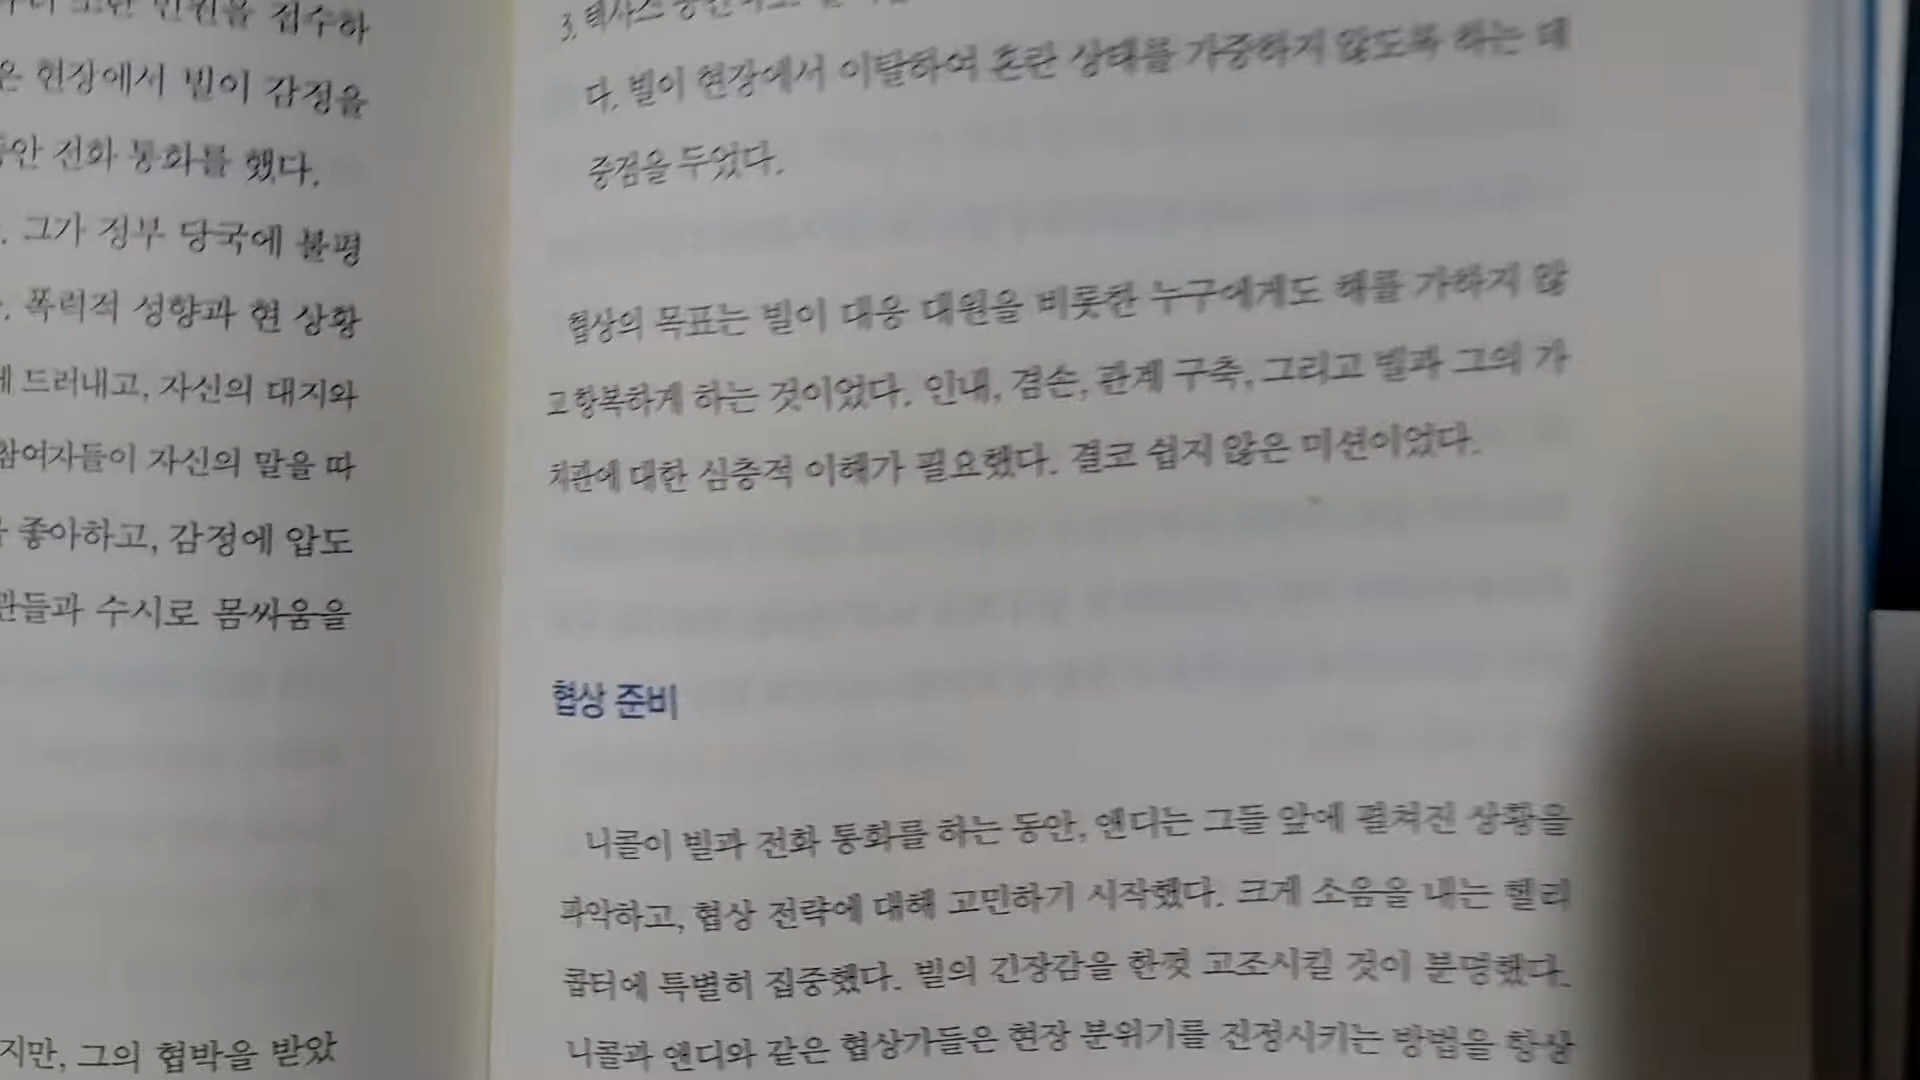 접수하
현장에서 빌이 감정을
전화 통화를 했다.
그가 정부 당국에 불평
폭력적 성향과 현 상황
드러내고, 자신의 대지와
참여자들이 자신의 말을 따
좋아하고, 감정에 압도
관들과 수시로 몸싸움을
지만, 그의 협박을 받았
3.
다. 빌이 현장에서 이탈하여 혼란 상태를 가중하지 않도록 하는 데
중점을 두었다.
협상의 목표는 빌이 대응 대원을 비롯한 누구에게도 해를 가하지 않
고 항복하게 하는 것이었다. 인내, 겸손, 관계 구축, 그리고 빌과 그의 가
치관에 대한 심층적 이해가 필요했다. 결코 쉽지 않은 미션이었다.
협상 준비
니콜이 빌과 전화 통화를 하는 동안, 앤디는 그들 앞에 펼쳐진 상황을
파악하고, 협상 전략에 대해 고민하기 시작했다. 크게 소음을 내는 헬리
콥터에 특별히 집중했다. 빌의 긴장감을 한껏 고조시킬 것이 분명했다.
니콜과 앤디와 같은 협상가들은 현장 분위기를 진정시키는 방법을 항상